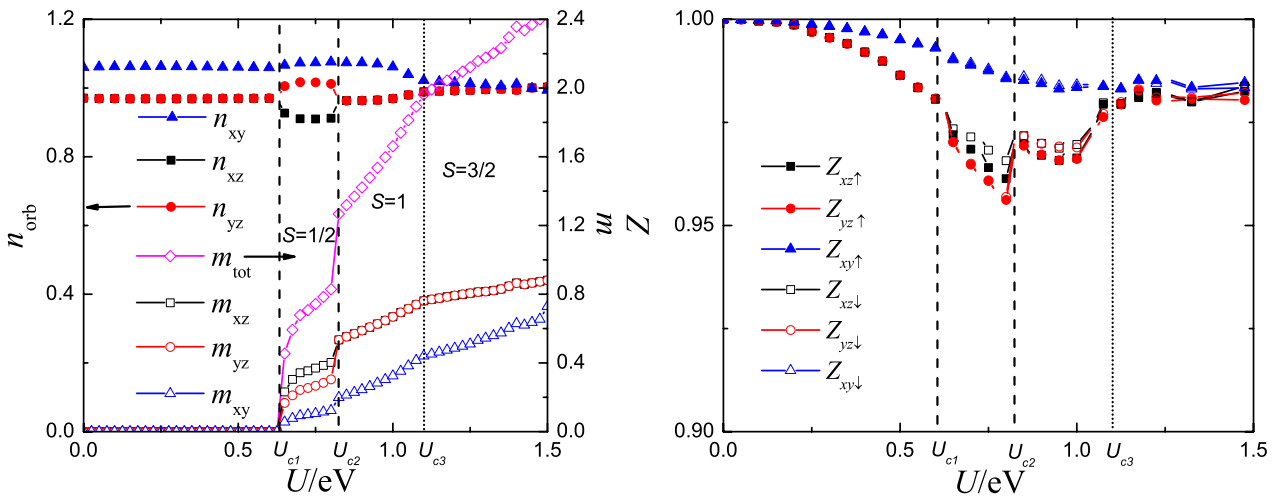 1.2
0.8
0.4
0.0
n_orb
2.4
2.0
1.6
1.2
0.8
0.4
0.0
m
n_xy
n_xz
n_yz
m_tot
m_xz
m_yz
m_xy
S=1/2
S=1
S=3/2
0.0 0.5 1.0 1.5
U_c1 U_c2 U_c3
U/eV
1.00
0.95
0.90
Z
Z_xz↑
Z_yz↑
Z_xy↑
Z_xz↓
Z_yz↓
Z_xy↓
0.0 0.5 1.0 1.5
U_c1 U_c2 U_c3
U/eV